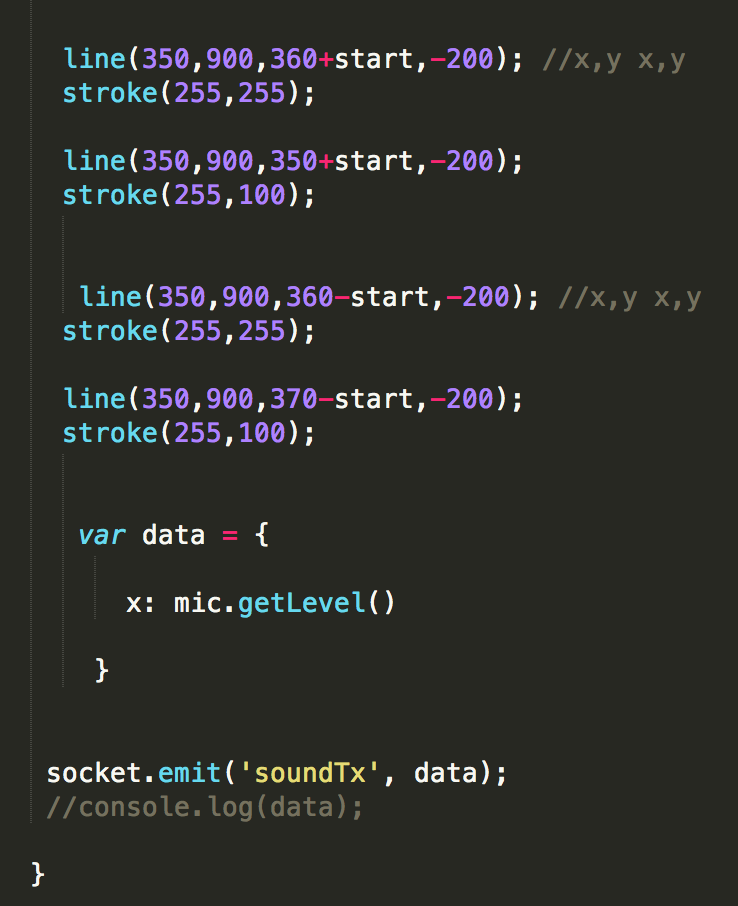 line(350,900,360+start,-200); //x,y x,y
stroke(255,255);
line(350,900,350+start,-200);
stroke(255,100);
line(350,900,360-start,-200); //x,y x,y
stroke(255,255);
line(350,900,370-start,-200);
stroke(255,100);
var data = {
x: mic.getLevel()
}
socket.emit('soundTx', data);
//console.log(data);
}